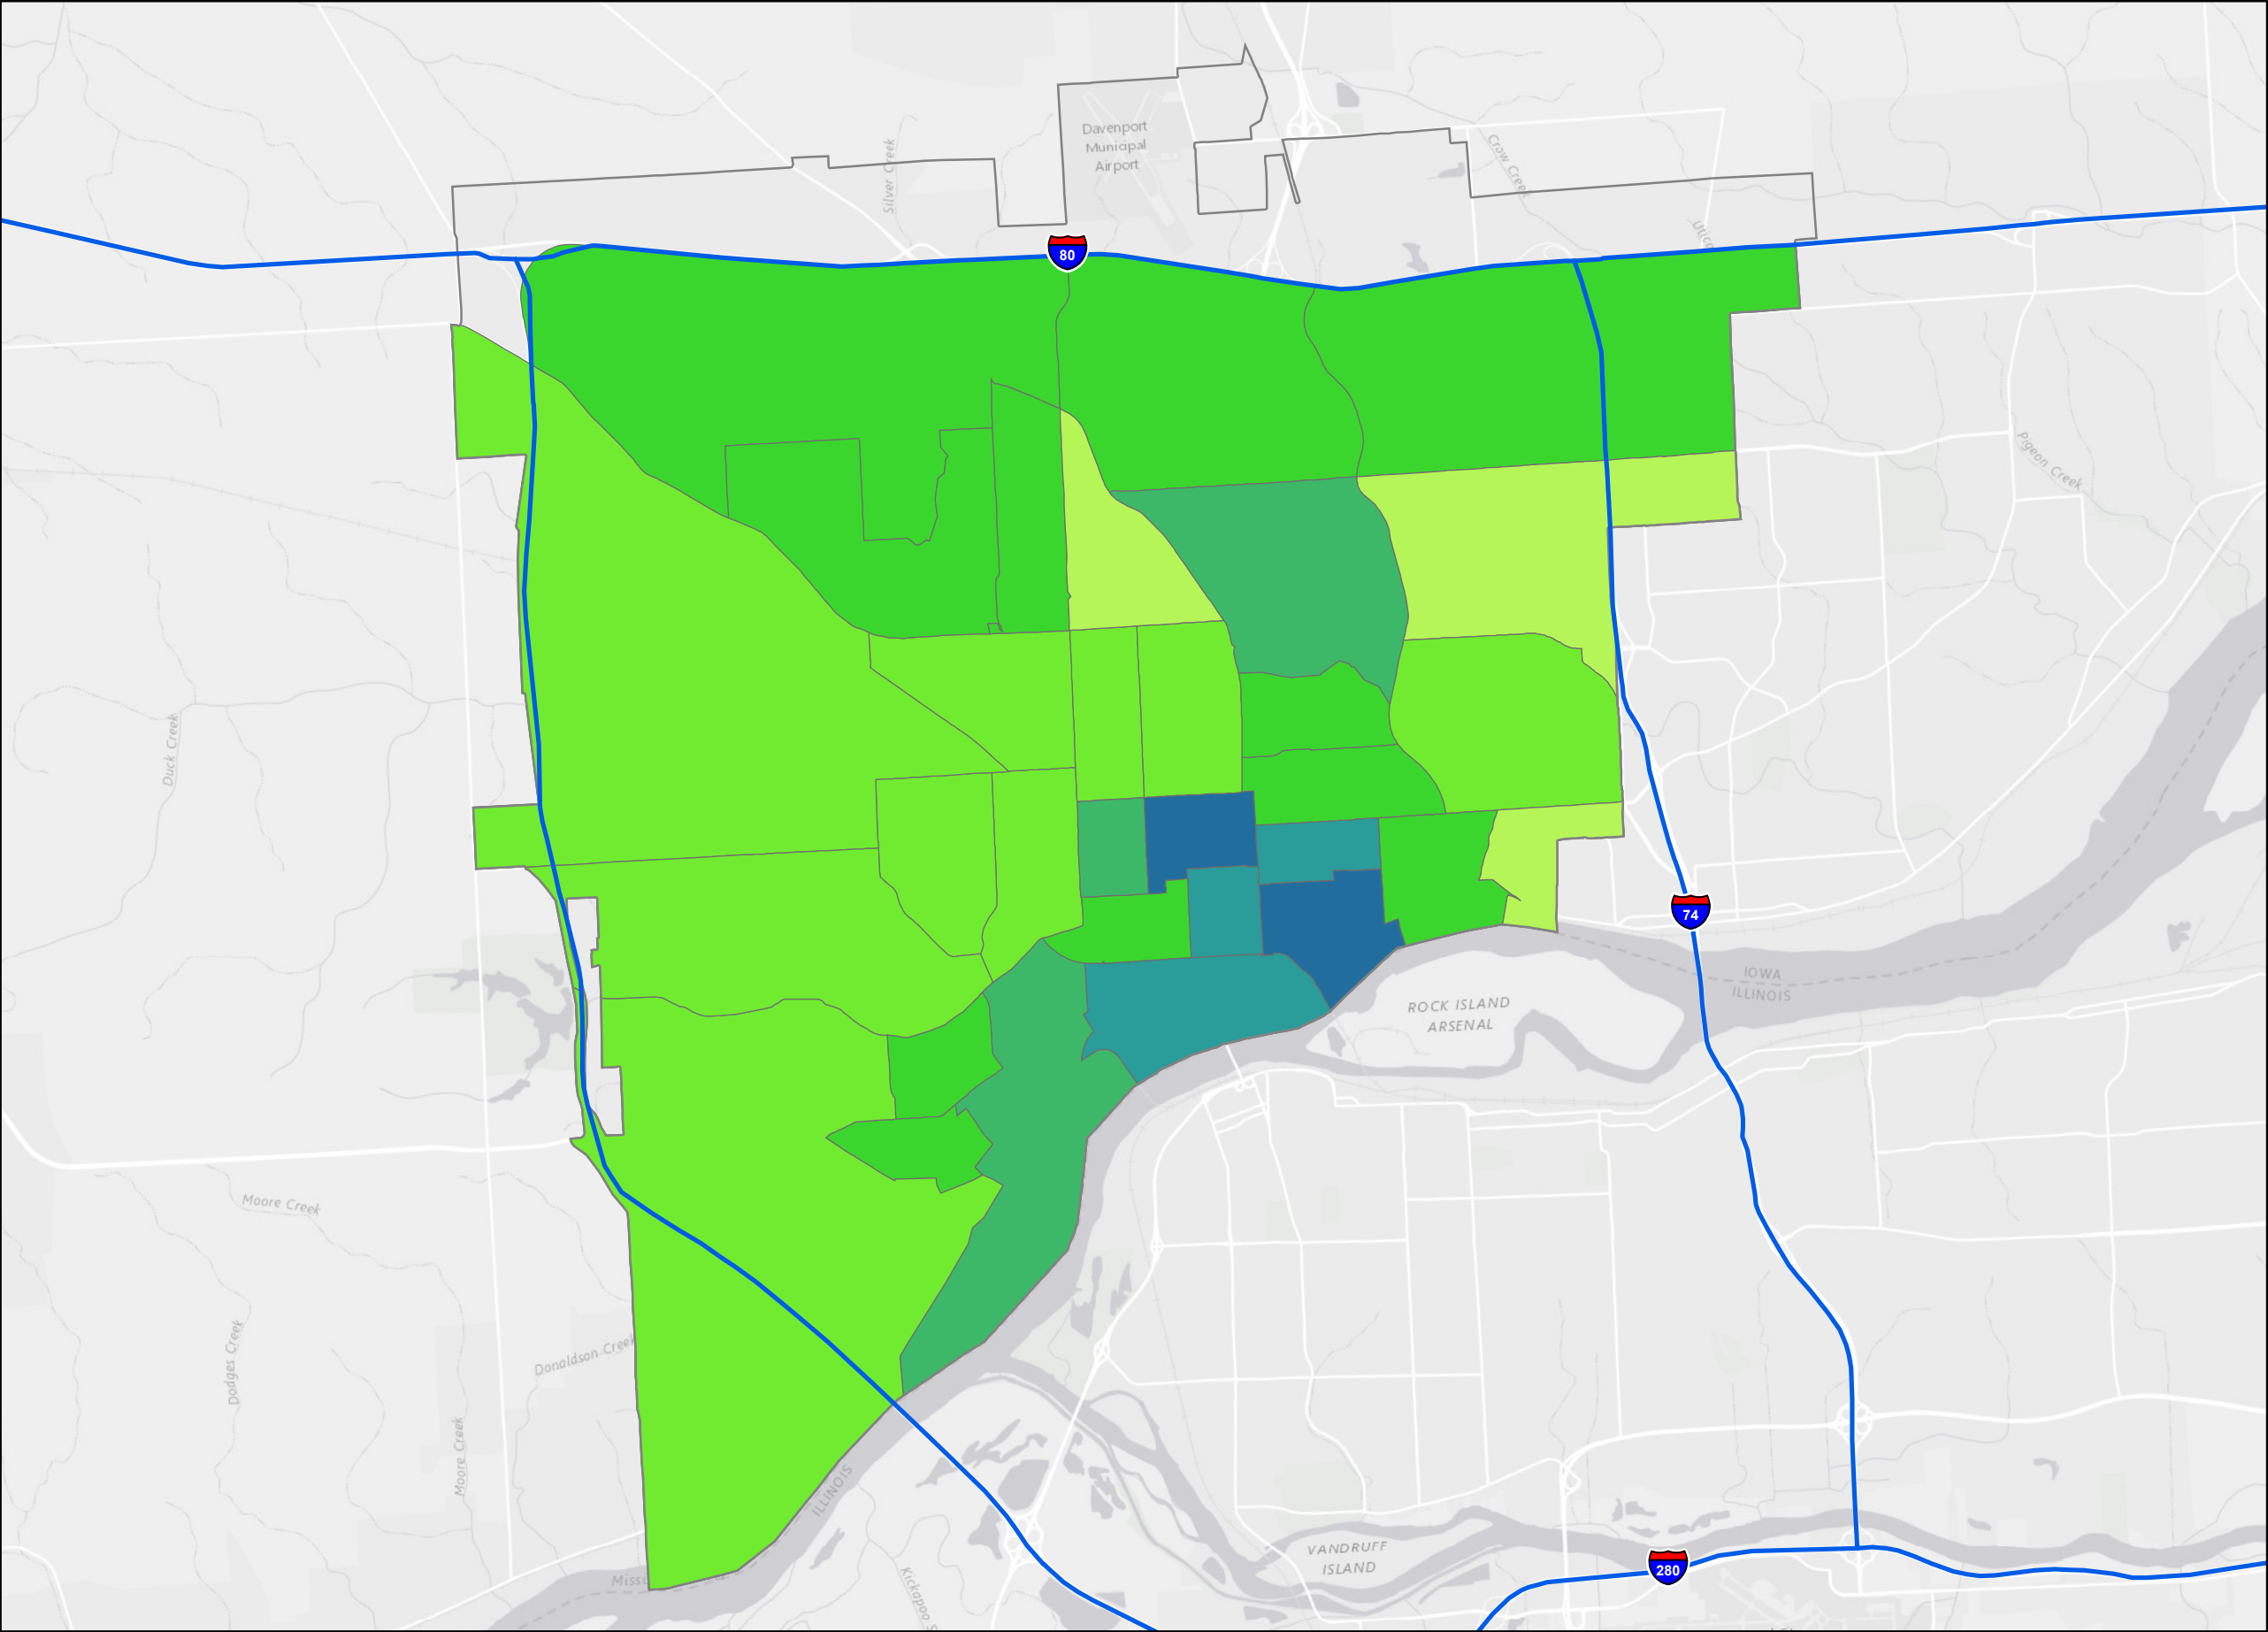 Davenport
Municipal
Airport
Silver Creek
Crow Creek
80
Pigeon Creek
Duck Creek
74
IOWA
ILLINOIS
ROCK ISLAND
ARSENAL
Moore Creek
Donaldson Creek
Dodges Creek
Moore Creek
ILLINOIS
VANDRUFF
ISLAND
280
Kickapoo